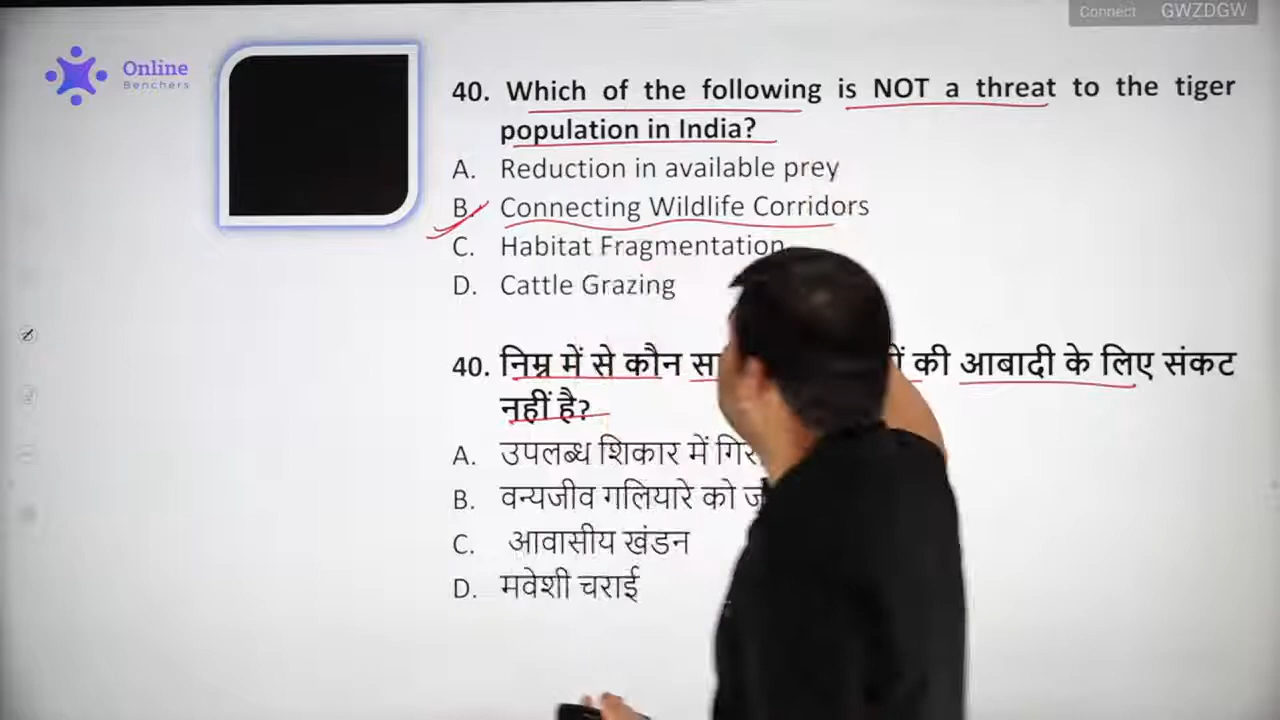 Connect GWZDGW
Online
Benchers
40. Which of the following is NOT a threat to the tiger
population in India?
A. Reduction in available prey
B. Connecting Wildlife Corridors
C. Habitat Fragmentation
D. Cattle Grazing
40. निम्न में से कौन की आबादी के लिए संकट
नहीं है?
A. उपलब्ध शिकार में
B. वन्यजीव गलियारे को
C. आवासीय खंडन
D. मवेशी चराई